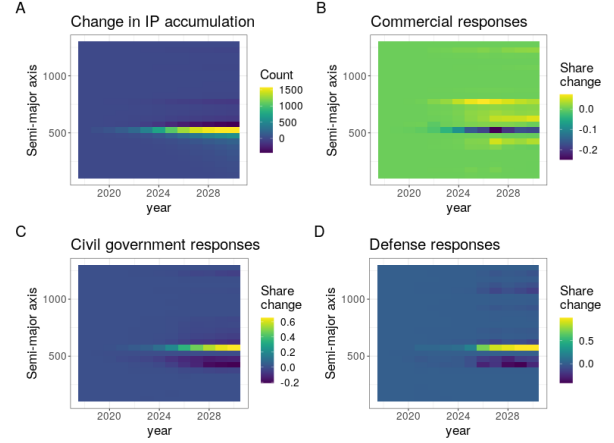 A
Change in IP accumulation
Semi-major axis
1000
500
2020
2024
2028
year
Count
1500
1000
500
0
B
Commercial responses
Semi-major axis
1000
500
2020
2024
2028
year
Share
change
0.0
-0.1
-0.2
C
Civil government responses
Semi-major axis
1000
500
2020
2024
2028
year
Share
change
0.6
0.4
0.2
0.0
-0.2
D
Defense responses
Semi-major axis
1000
500
2020
2024
2028
year
Share
change
0.5
0.0